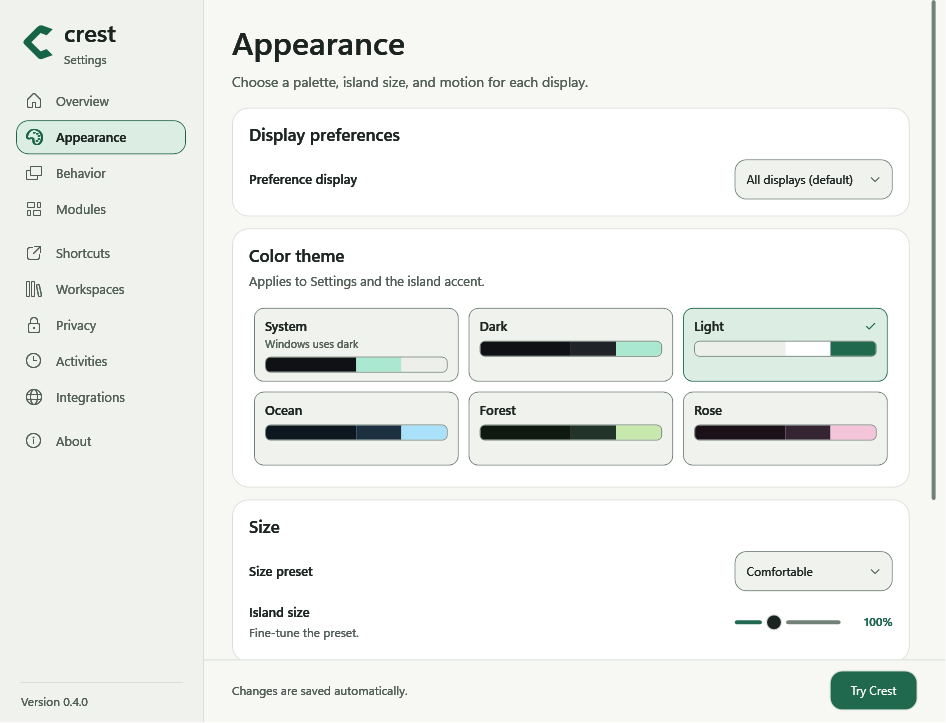 crest
Settings
Overview
Appearance
Behavior
Modules
Shortcuts
Workspaces
Privacy
Activities
Integrations
About
Version 0.4.0
Appearance
Choose a palette, island size, and motion for each display.
Display preferences
Preference display
All displays (default)
Color theme
Applies to Settings and the island accent.
System
Windows uses dark
Dark
Light
Ocean
Forest
Rose
Size
Size preset
Comfortable
Island size
Fine-tune the preset.
100%
Changes are saved automatically.
Try Crest